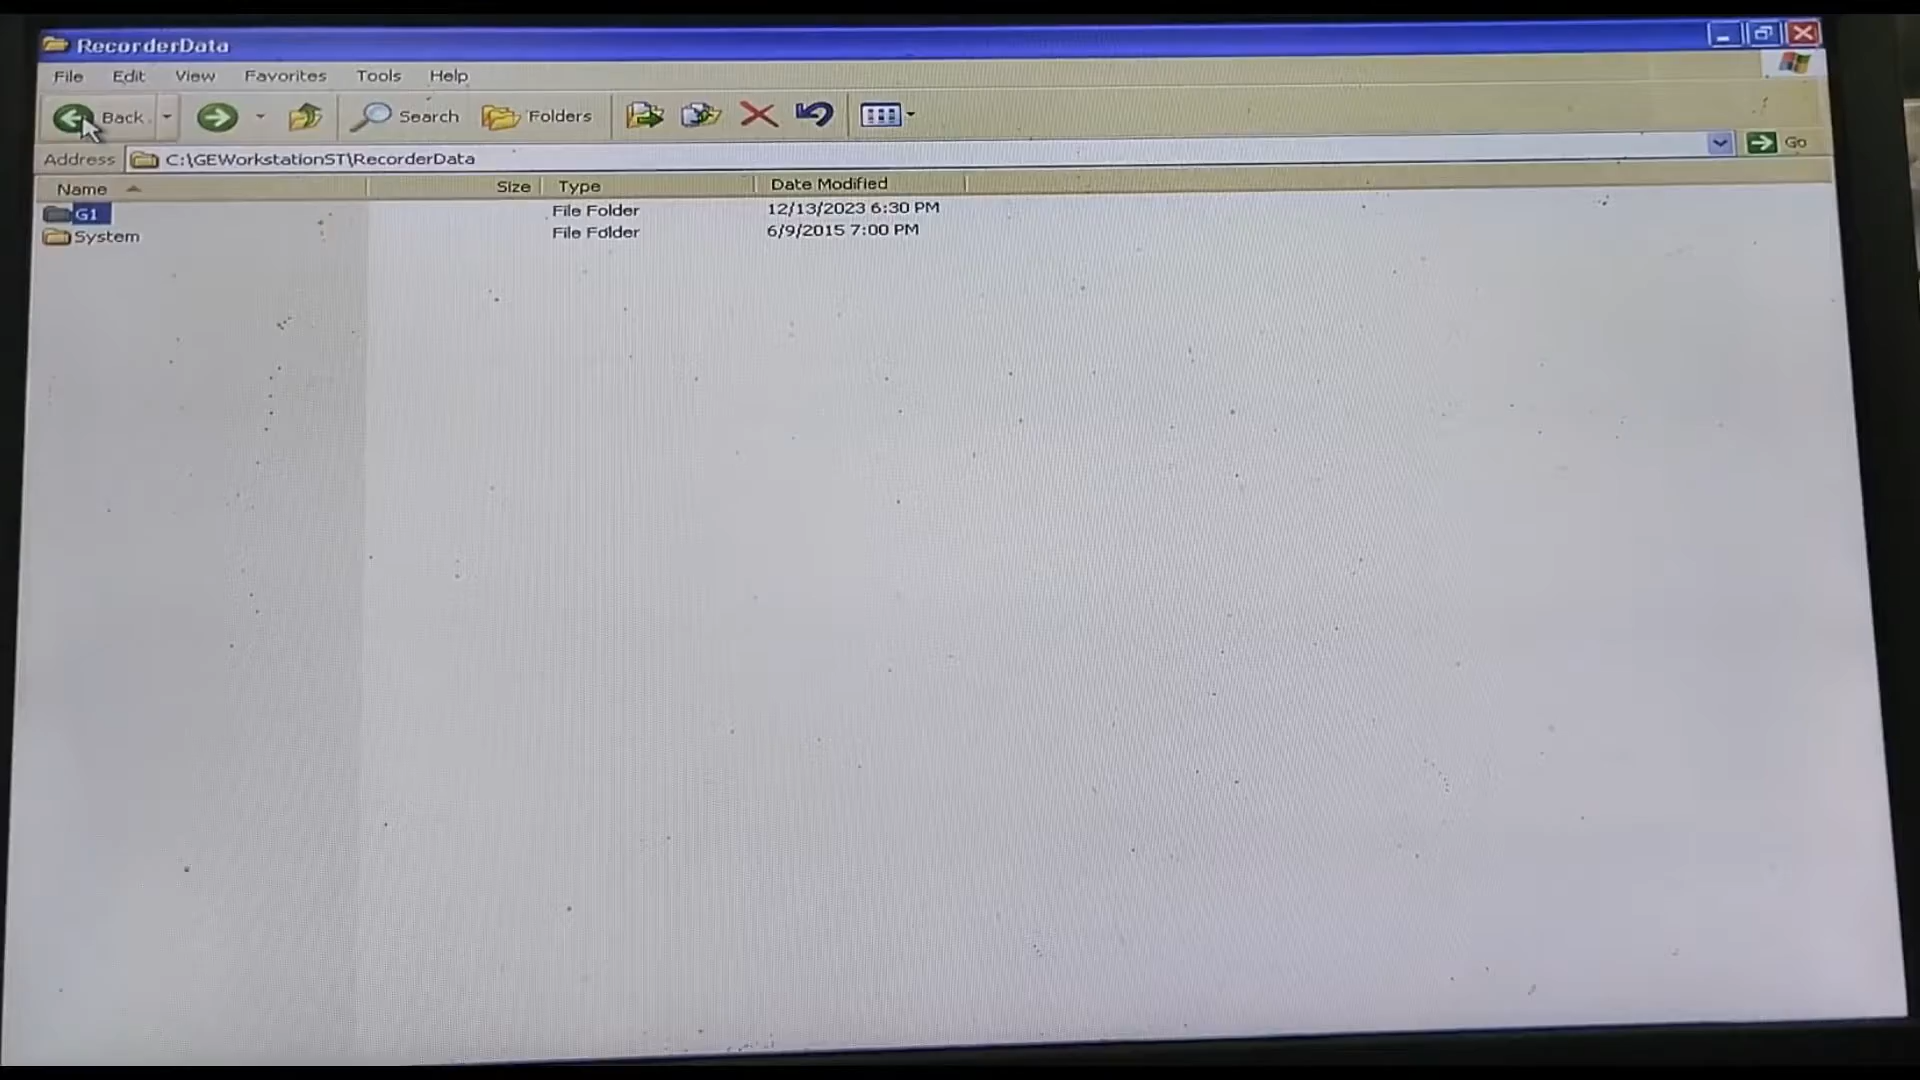 RecorderData
File Edit View Favorites Tools Help
Back Search Folders
Address C:\GEWorkstationST\RecorderData Go
Name Size Type Date Modified
G1 File Folder 12/13/2023 6:30 PM
System File Folder 6/9/2015 7:00 PM